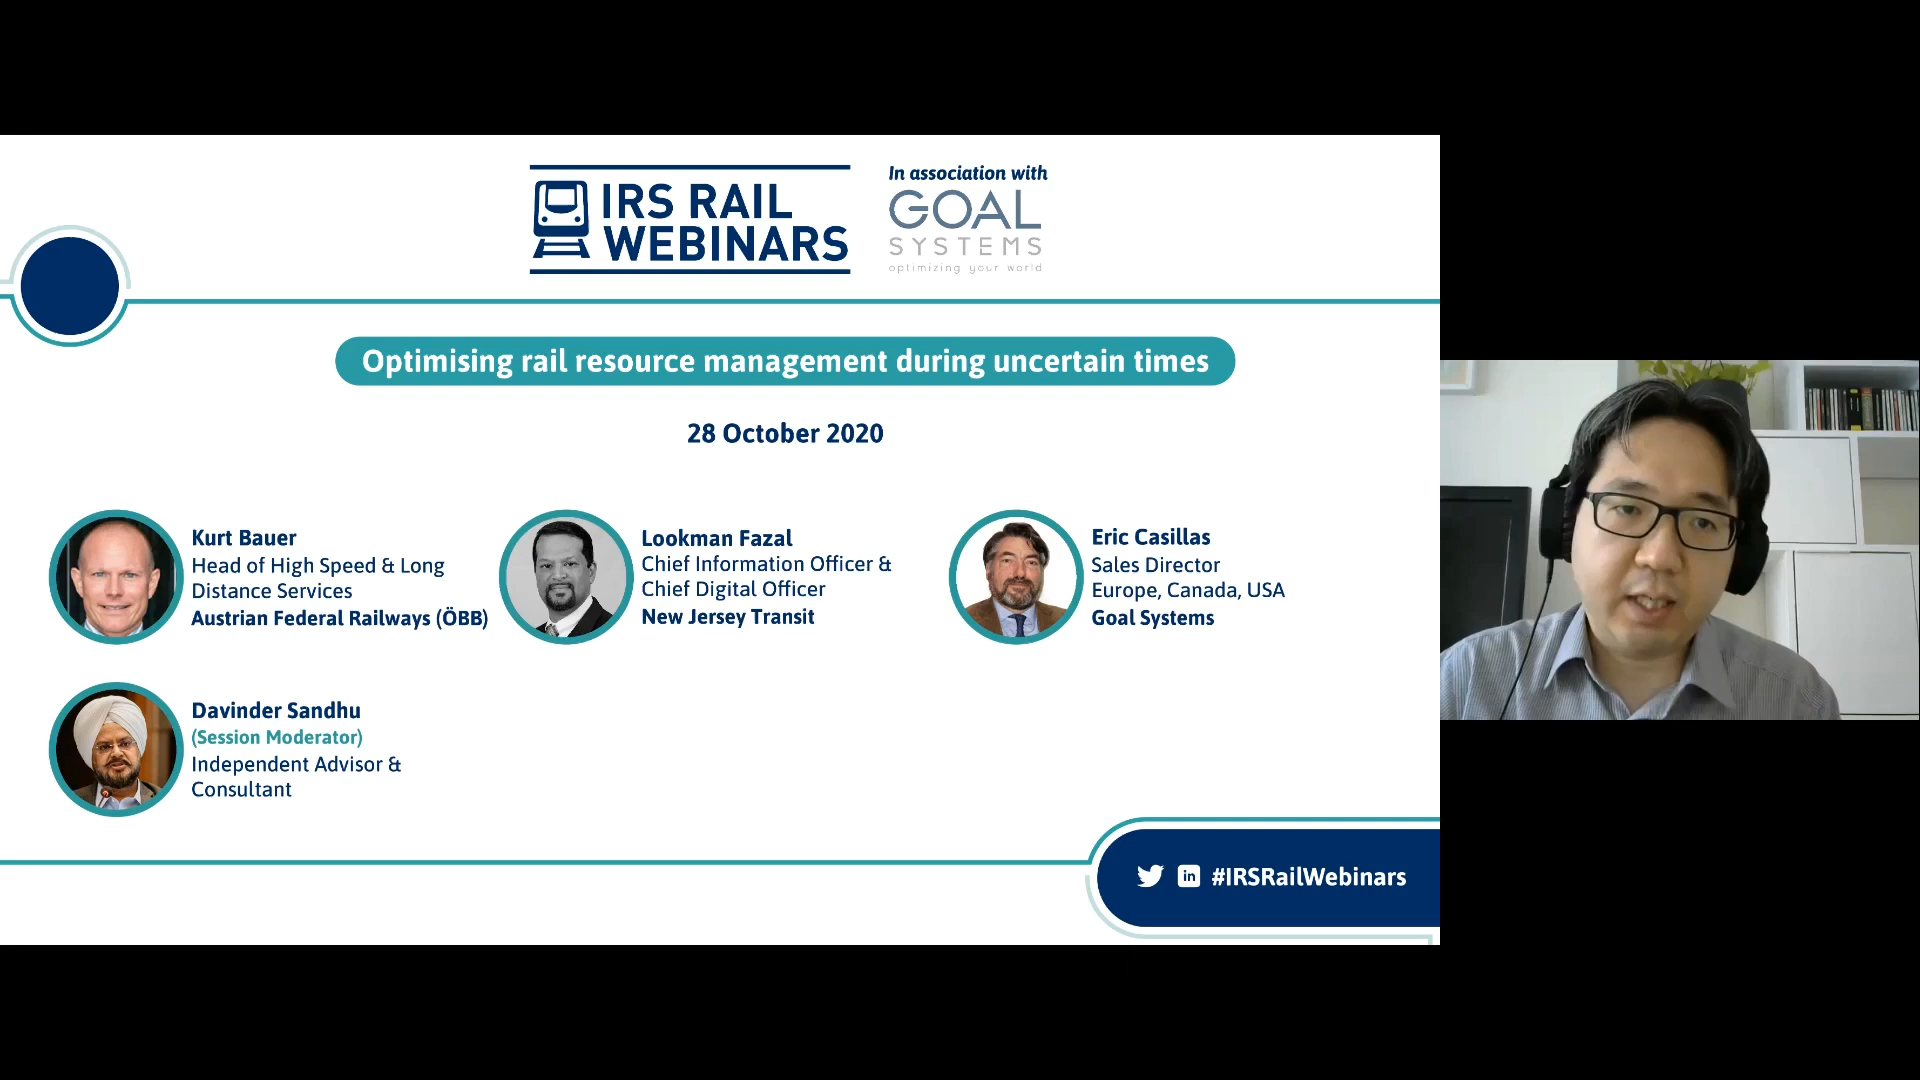 IRS RAIL
WEBINARS
In association with
GOAL
SYSTEMS
optimizing your world
Optimising rail resource management during uncertain times
28 October 2020
Kurt Bauer
Head of High Speed & Long
Distance Services
Austrian Federal Railways (ÖBB)
Lookman Fazal
Chief Information Officer &
Chief Digital Officer
New Jersey Transit
Eric Casillas
Sales Director
Europe, Canada, USA
Goal Systems
Davinder Sandhu
(Session Moderator)
Independent Advisor &
Consultant
in #IRSRailWebinars